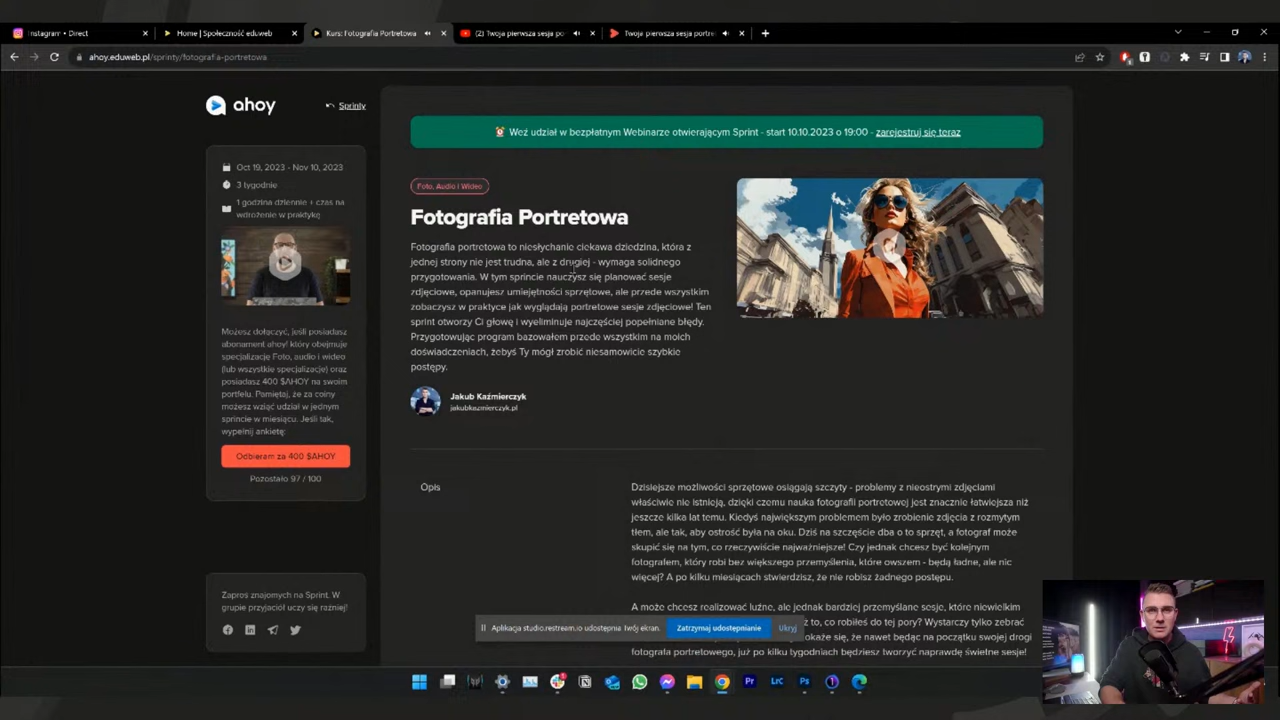 Instagram • Direct
Home | Społeczność eduweb
Kurs: Fotografia Portretowa
(2) Twoja pierwsza sesja po
Twoja pierwsza sesja portre
ahoy.eduweb.pl/sprinty/fotografia-portretowa
ahoy
Sprinty
Oct 19, 2023 - Nov 10, 2023
3 tygodnie
1 godzina dziennie + czas na
wdrożenie w praktykę
Możesz dołączyć, jeśli posiadasz
abonament ahoy! który obejmuje
specjalizację Foto, audio i wideo
(lub wszystkie specjalizacje) oraz
posiadasz 400 $AHOY na swoim
portfelu. Pamiętaj, że za coiny
możesz wziąć udział w jednym
sprincie w miesiącu. Jeśli tak,
wypełnij ankietę:
Odbieram za 400 $AHOY
Pozostało 97 / 100
Zaproś znajomych na Sprint. W
grupie przyjaciół uczy się raźniej!
Weź udział w bezpłatnym Webinarze otwierającym Sprint - start 10.10.2023 o 19:00 - zarejestruj się teraz
Foto, Audio i Wideo
Fotografia Portretowa
Fotografia portretowa to niesłychanie ciekawa dziedzina, która z
jednej strony nie jest trudna, ale z drugiej - wymaga solidnego
przygotowania. W tym sprincie nauczysz się planować sesje
zdjęciowe, opanujesz umiejętności sprzętowe, ale przede wszystkim
zobaczysz w praktyce jak wyglądają portretowe sesje zdjęciowe! Ten
sprint otworzy Ci głowę i wyeliminuje najczęściej popełniane błędy.
Przygotowując program bazowałem przede wszystkim na moich
doświadczeniach, żebyś Ty mógł zrobić niesamowicie szybkie
postępy.
Jakub Kaźmierczyk
jakubkazmierczyk.pl
Opis
Dzisiejsze możliwości sprzętowe osiągają szczyty - problemy z nieostrymi zdjęciami
właściwie nie istnieją, dzięki czemu nauka fotografii portretowej jest znacznie łatwiejsza niż
jeszcze kilka lat temu. Kiedyś największym problemem było zrobienie zdjęcia z rozmytym
tłem, ale tak, aby ostrość była na oku. Dziś na szczęście dba o to sprzęt, a fotograf może
skupić się na tym, co rzeczywiście najważniejsze! Czy jednak chcesz być kolejnym
fotografem, który robi bez większego przemyślenia, które owszem - będą ładne, ale nic
więcej? A po kilku miesiącach stwierdzisz, że nie robisz żadnego postępu.
A może chcesz realizować luźne, ale jednak bardziej przemyślane sesje, które niewielkim
to, co robiłeś do tej pory? Wystarczy tylko zebrać
okaże się, że nawet będąc na początku swojej drogi
fotografa portretowego, już po kilku tygodniach będziesz tworzyć naprawdę świetne sesje!
Aplikacja studio.restream.io udostępnia Twój ekran.
Zatrzymaj udostępnianie
Ukryj
Pr
LrC
Ps